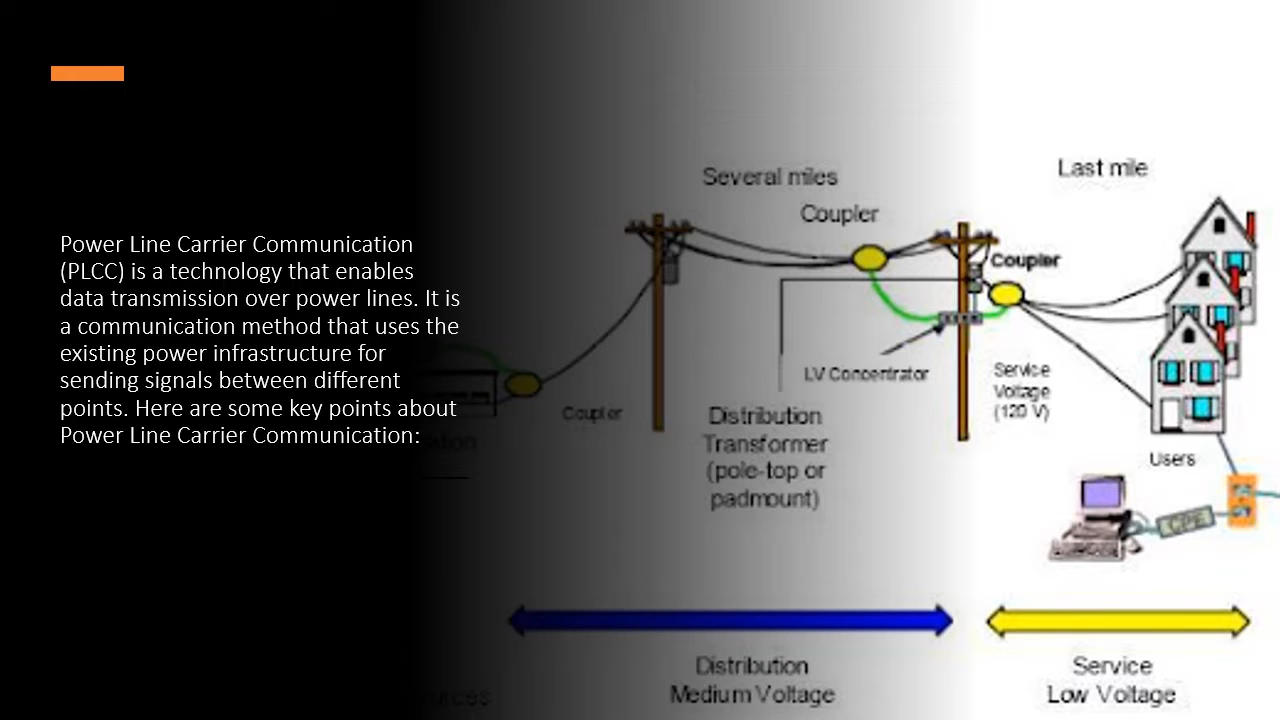 Power Line Carrier Communication
(PLCC) is a technology that enables
data transmission over power lines. It is
a communication method that uses the
existing power infrastructure for
sending signals between different
points. Here are some key points about
Power Line Carrier Communication:
Several miles
Last mile
Coupler
Coupler
LV Concentrator
Service
Voltage
(120 V)
Coupler
Distribution
Transformer
(pole-top or
padmount)
Users
CPE
Distribution
Medium Voltage
Service
Low Voltage